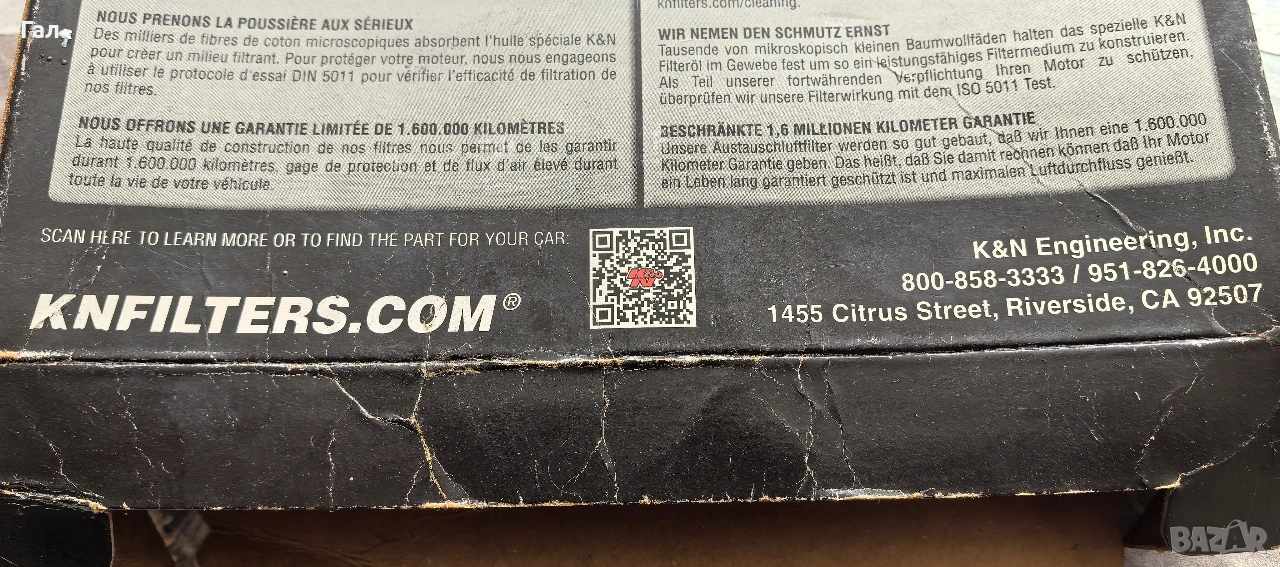 Гал
NOUS PRENONS LA POUSSIÈRE AUX SÉRIEUX
Des milliers de fibres de coton microscopiques absorbent l'huile spéciale K&N
pour créer un milieu filtrant. Pour protéger votre moteur, nous nous engageons
à utiliser le protocole d'essai DIN 5011 pour vérifier l'efficacité de filtration de
nos filtres.
NOUS OFFRONS UNE GARANTIE LIMITÉE DE 1.600.000 KILOMÈTRES
La haute qualité de construction de nos filtres nous permet de les garantir
durant 1.600.000 kilomètres, gage de protection et de flux d'air élevé durant
toute la vie de votre véhicule.
knfilters.com/cleaning.
WIR NEMEN DEN SCHMUTZ ERNST
Tausende von mikroskopisch kleinen Baumwollfäden halten das spezielle K&N
Filteröl im Gewebe fest um so ein leistungsfähiges Filtermedium zu konstruieren.
Als Teil unserer fortwährenden Verpflichtung Ihren Motor zu schützen,
überprüfen wir unsere Filterwirkung mit dem ISO 5011 Test.
BESCHRÄNKTE 1,6 MILLIONEN KILOMETER GARANTIE
Unsere Austauschluftfilter werden so gut gebaut, daß wir Ihnen eine 1.600.000
Kilometer Garantie geben. Das heißt, daß Sie damit rechnen können daß Ihr Motor
ein Leben lang garantiert geschützt ist und maximalen Luftdurchfluss genießt.
SCAN HERE TO LEARN MORE OR TO FIND THE PART FOR YOUR CAR:
KNFILTERS.COM®
K&N
K&N Engineering, Inc.
800-858-3333 / 951-826-4000
1455 Citrus Street, Riverside, CA 92507
BAZAR